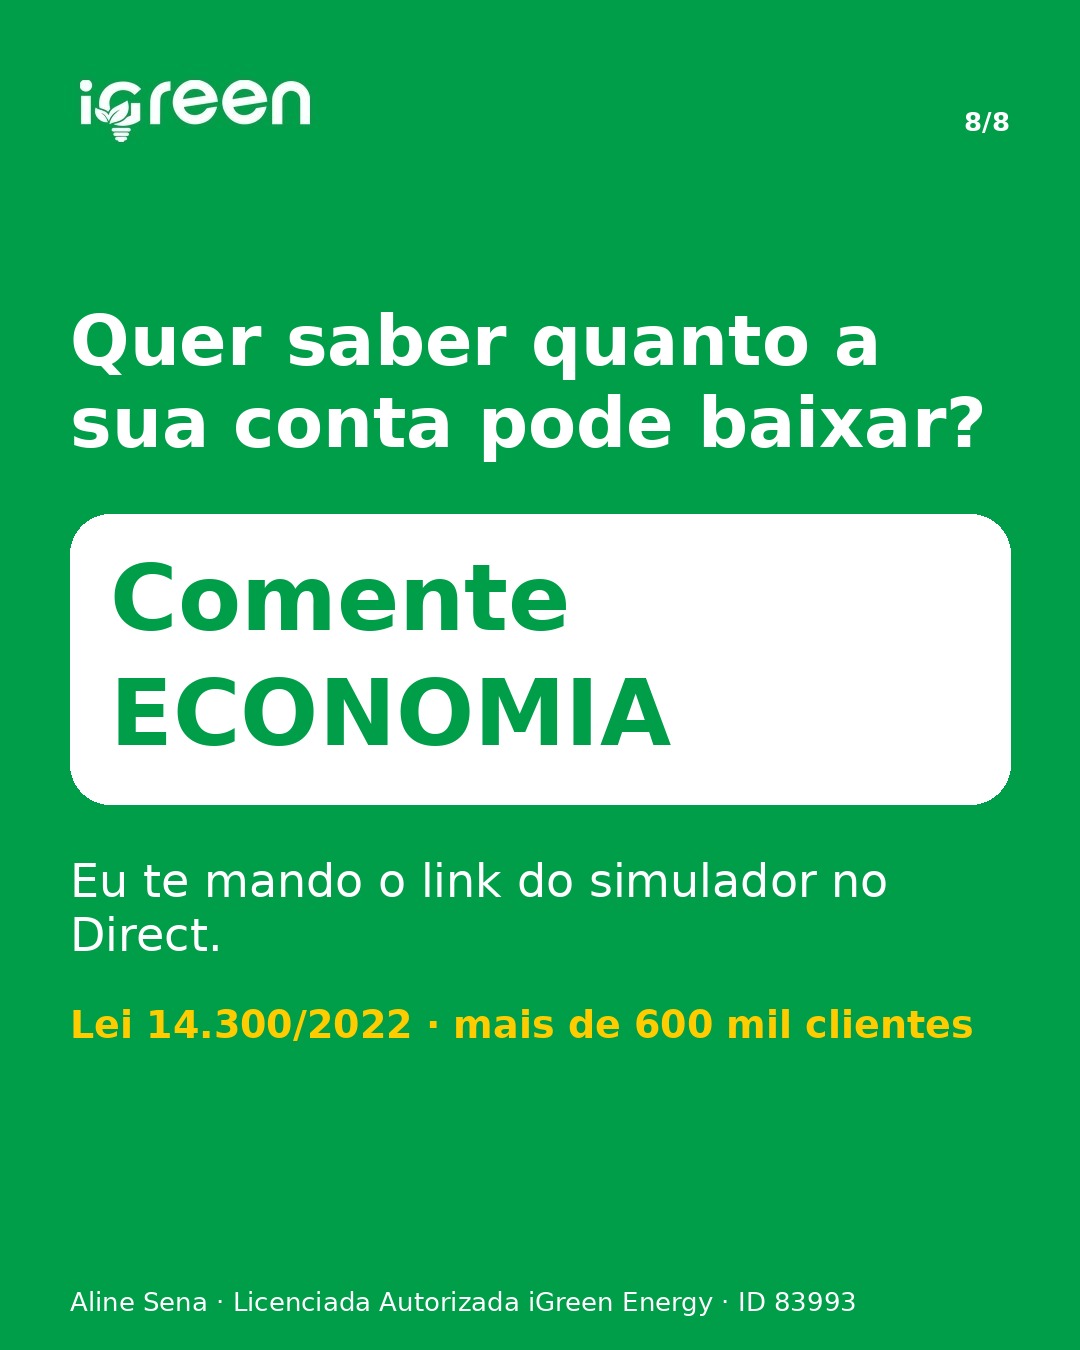 iGreen
8/8
Quer saber quanto a
sua conta pode baixar?
Comente
ECONOMIA
Eu te mando o link do simulador no
Direct.
Lei 14.300/2022 · mais de 600 mil clientes
Aline Sena · Licenciada Autorizada iGreen Energy · ID 83993